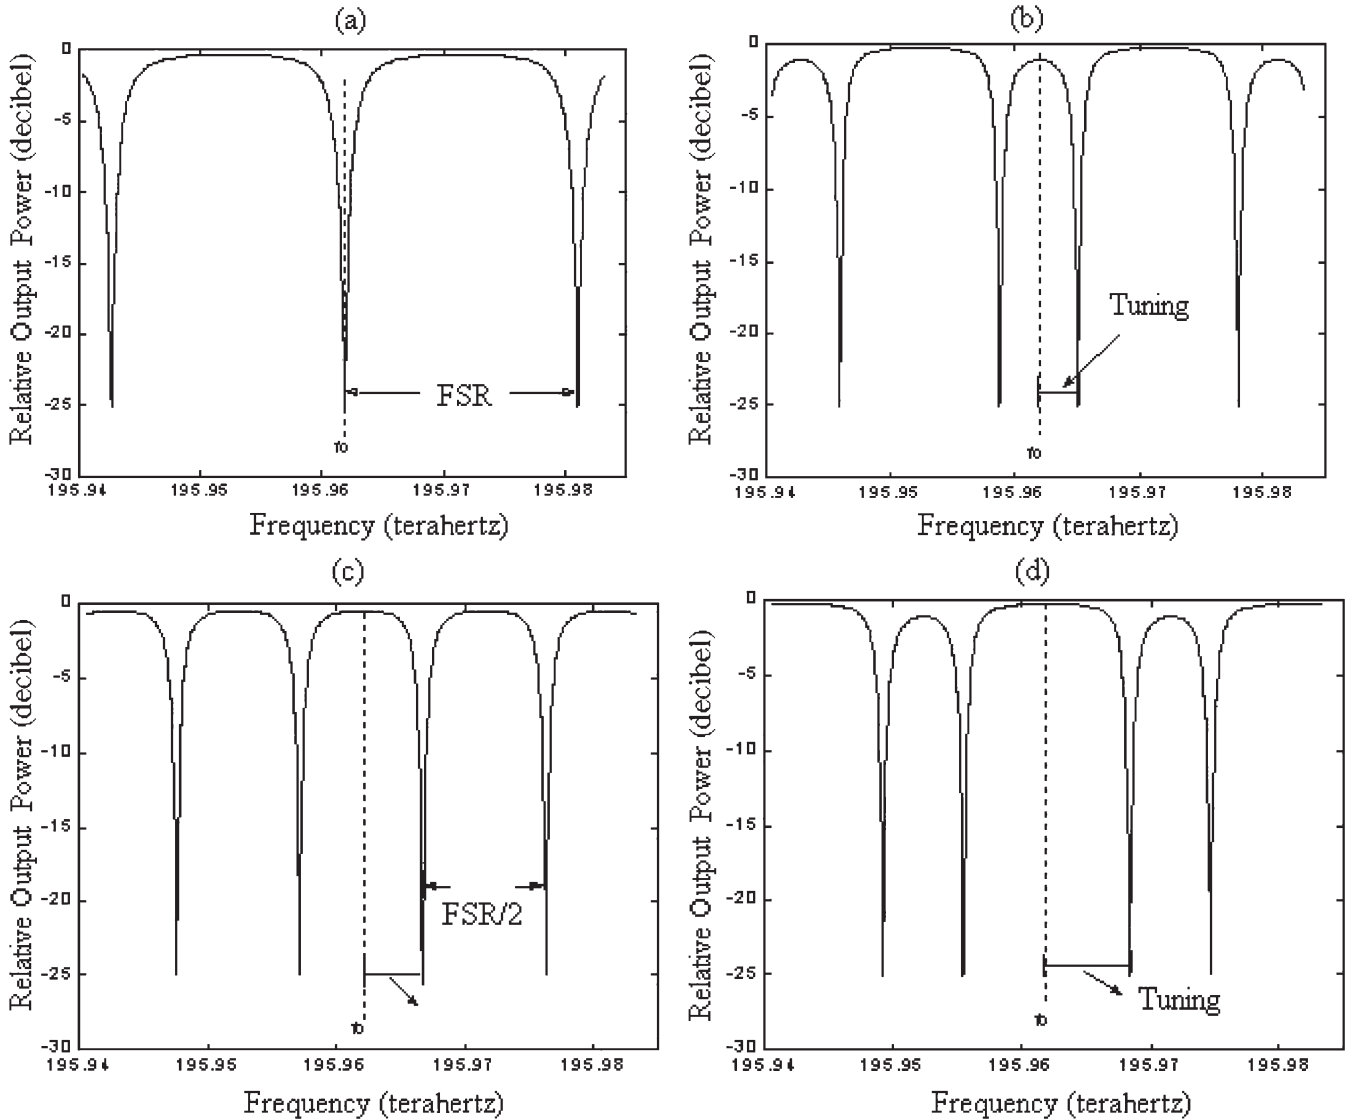 (a)
Relative Output Power (decibel)
0
-5
-10
-15
-20
-25
-30
FSR
fo
195.94 195.95 195.96 195.97 195.98
Frequency (terahertz)
(b)
Relative Output Power (decibel)
0
-5
-10
-15
-20
-25
-30
Tuning
fo
195.94 195.95 195.96 195.97 195.98
Frequency (terahertz)
(c)
Relative Output Power (decibel)
0
-5
-10
-15
-20
-25
-30
FSR/2
fo
195.94 195.95 195.96 195.97 195.98
Frequency (terahertz)
(d)
Relative Output Power (decibel)
0
-5
-10
-15
-20
-25
-30
Tuning
fo
195.94 195.95 195.96 195.97 195.98
Frequency (terahertz)